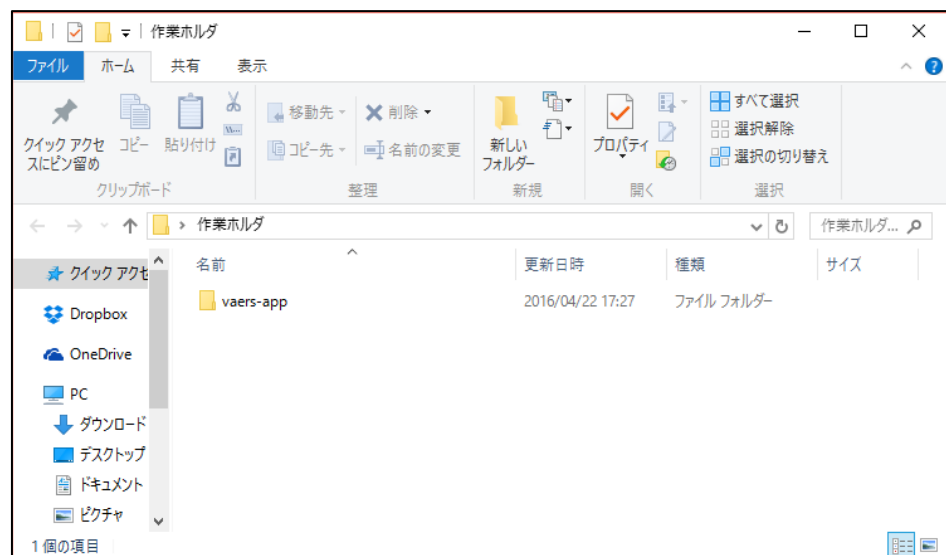 作業ホルダ
ファイル ホーム 共有 表示
クイック アクセスにピン留め
コピー
貼り付け
移動先
コピー先
削除
名前の変更
新しいフォルダー
プロパティ
すべて選択
選択解除
選択の切り替え
クリップボード 整理 新規 開く 選択
作業ホルダ
作業ホルダ...
名前 更新日時 種類 サイズ
vaers-app 2016/04/22 17:27 ファイル フォルダー
クイック アクセ
Dropbox
OneDrive
PC
ダウンロード
デスクトップ
ドキュメント
ピクチャ
1 個の項目